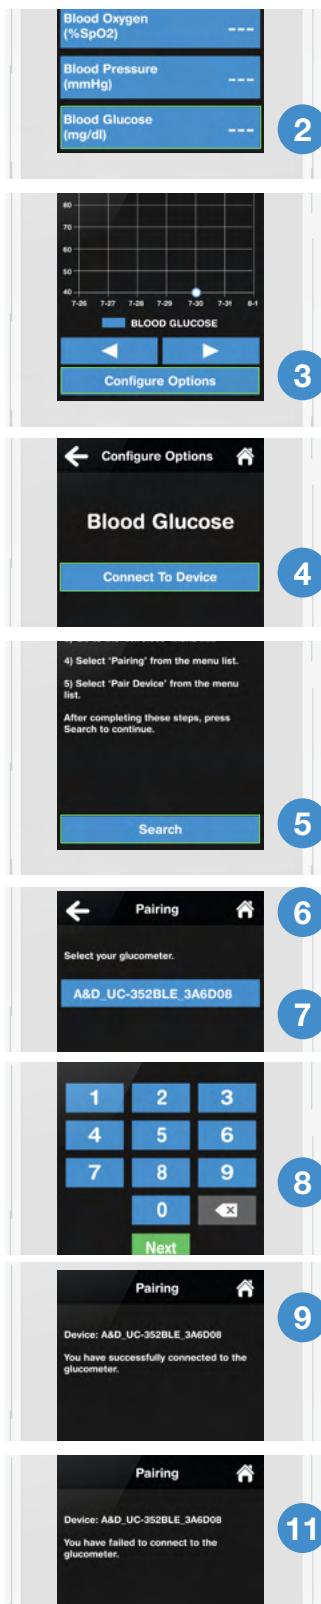 Blood Oxygen
(%SpO2) ---
Blood Pressure
(mmHg) ---
Blood Glucose
(mg/dl) ---
2
80
70
60
50
40
7-26 7-27 7-28 7-29 7-30 7-31 8-1
BLOOD GLUCOSE
Configure Options
3
Configure Options
Blood Glucose
Connect To Device
4
4) Select 'Pairing' from the menu list.
5) Select 'Pair Device' from the menu
list.
After completing these steps, press
Search to continue.
Search
5
Pairing
6
Select your glucometer.
A&D_UC-352BLE_3A6D08
7
1 2 3
4 5 6
7 8 9
0
Next
8
Pairing
9
Device: A&D_UC-352BLE_3A6D08
You have successfully connected to the
glucometer.
Pairing
11
Device: A&D_UC-352BLE_3A6D08
You have failed to connect to the
glucometer.